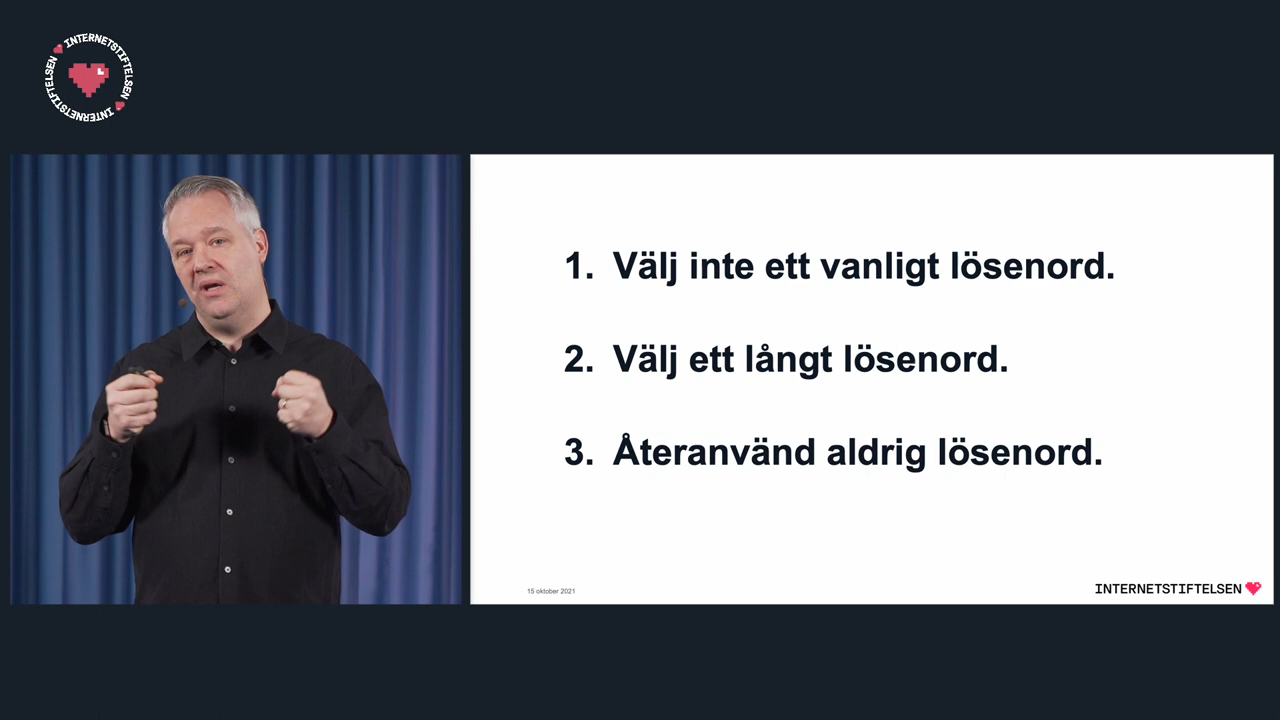 INTERNETSTIFTELSEN INTERNETSTIFTELSEN
1. Välj inte ett vanligt lösenord.
2. Välj ett långt lösenord.
3. Återanvänd aldrig lösenord.
15 oktober 2021
INTERNETSTIFTELSEN